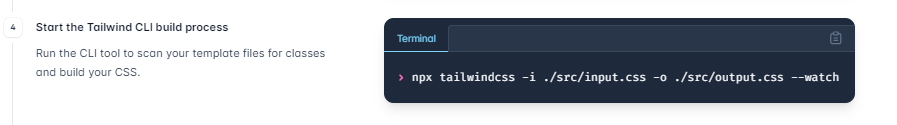 4
Start the Tailwind CLI build process
Run the CLI tool to scan your template files for classes
and build your CSS.
Terminal
› npx tailwindcss -i ./src/input.css -o ./src/output.css --watch